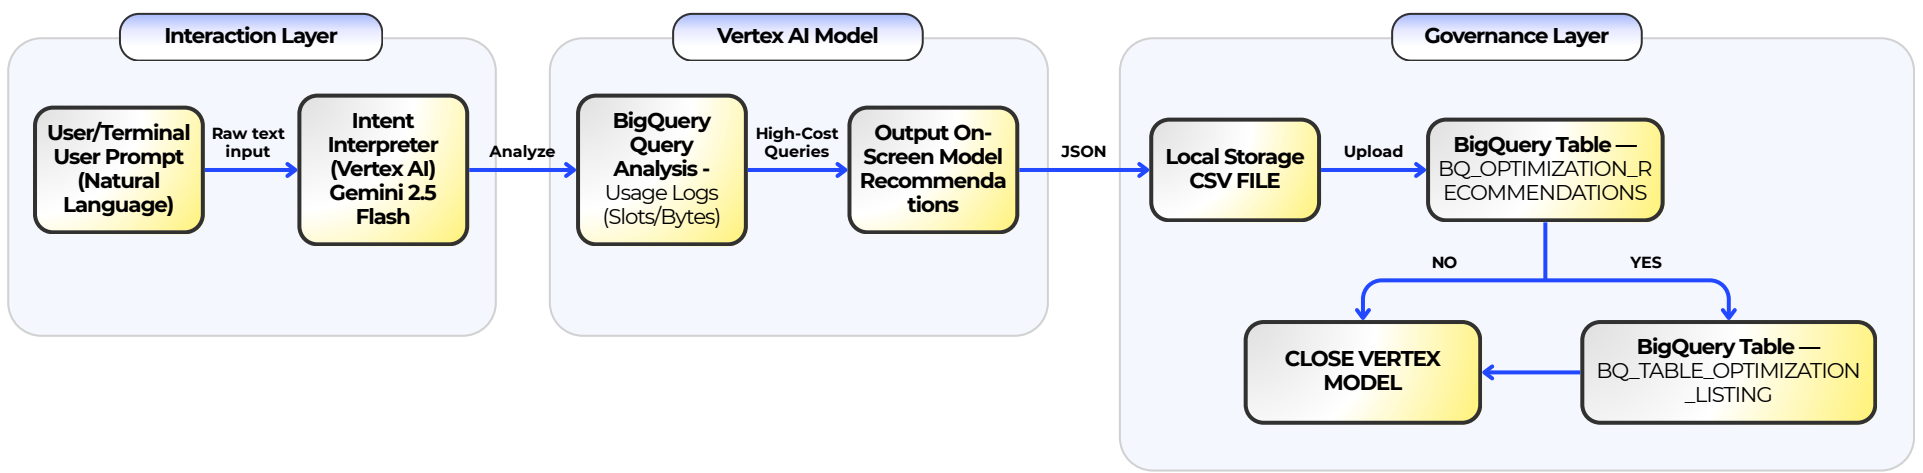 Interaction Layer
User/Terminal
User Prompt
(Natural
Language)
Raw text
input
Intent
Interpreter
(Vertex AI)
Gemini 2.5
Flash
Analyze
Vertex AI Model
BigQuery
Query
Analysis -
Usage Logs
(Slots/Bytes)
High-Cost
Queries
Output On-
Screen Model
Recommenda
tions
JSON
Governance Layer
Local Storage
CSV FILE
Upload
BigQuery Table —
BQ_OPTIMIZATION_R
ECOMMENDATIONS
NO
YES
CLOSE VERTEX
MODEL
BigQuery Table —
BQ_TABLE_OPTIMIZATION
_LISTING